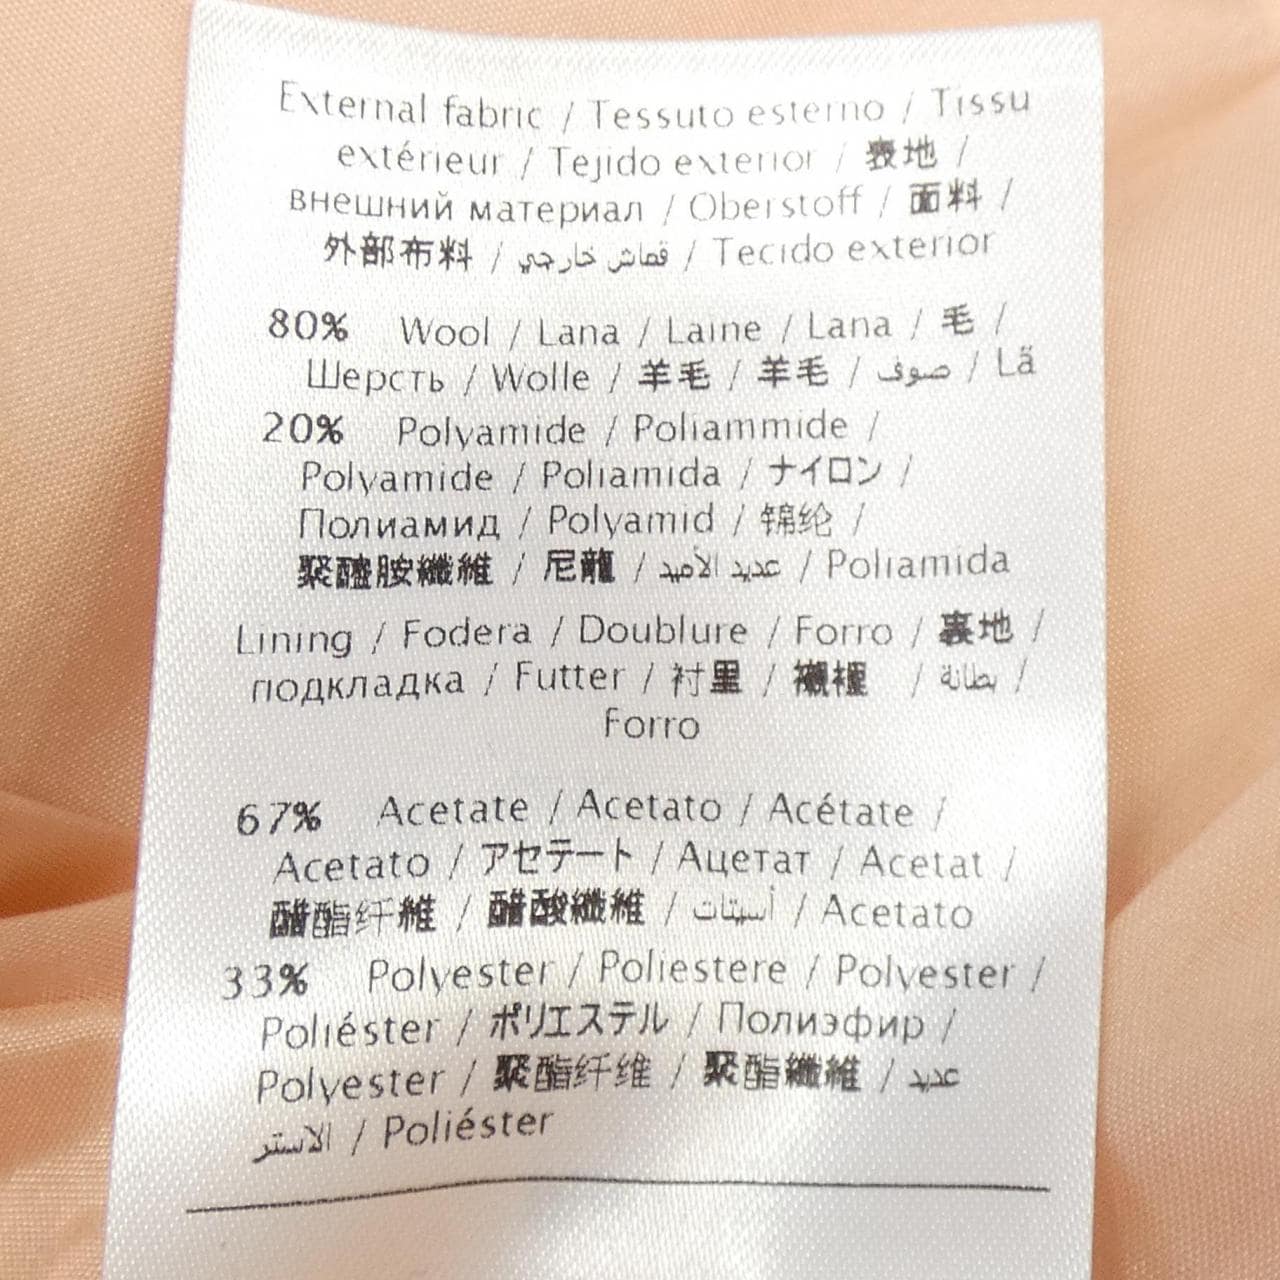 External fabric / Tessuto esterno / Tissu
extérieur / Tejido exterior / 表地 /
внешний материал / Oberstoff / 面料 /
外部布料 / قماش خارجي / Tecido exterior
80% Wool / Lana / Laine / Lana / 毛 /
Шерсть / Wolle / 羊毛 / 羊毛 / صوف / Lã
20% Polyamide / Poliammide /
Polyamide / Poliamida / ナイロン /
Полиамид / Polyamid / 锦纶 /
聚醯胺纖維 / 尼龍 / عديد الأميد / Poliamida
Lining / Fodera / Doublure / Forro / 裏地 /
подкладка / Futter / 衬里 / 襯裡 / بطانة /
Forro
67% Acetate / Acetato / Acétate /
Acetato / アセテート / Ацетат / Acetat /
醋酯纤維 / 醋酸纖維 / أسيتات / Acetato
33% Polyester / Poliestere / Polyester /
Poliéster / ポリエステル / Полиэфир /
Polyester / 聚酯纤维 / 聚酯纖維 / عديد
الاستر / Poliéster